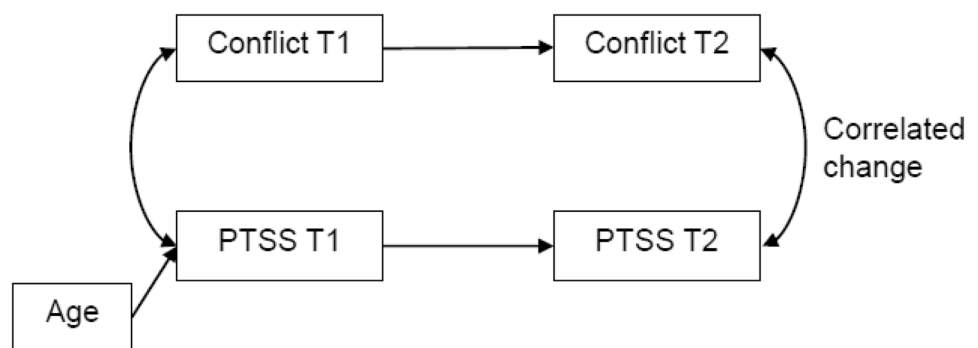 Conflict T1
Conflict T2
Correlated
change
PTSS T1
PTSS T2
Age